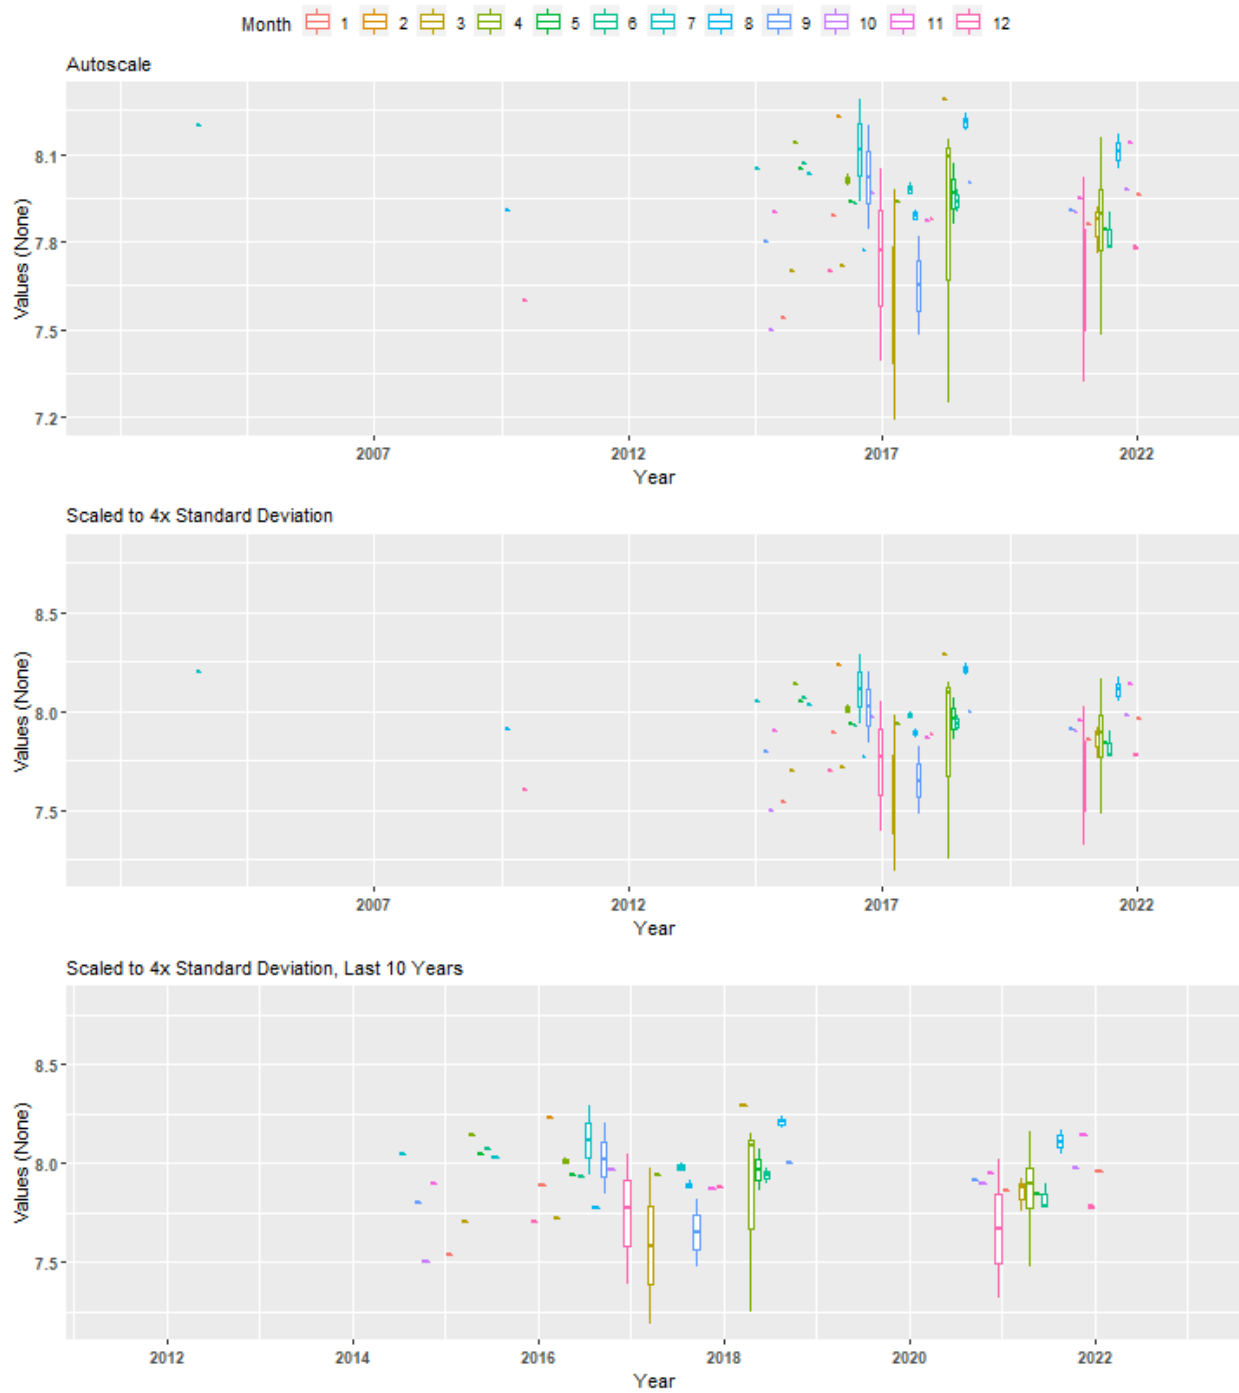 Month 1 2 3 4 5 6 7 8 9 10 11 12
Autoscale
Values (None)
8.1
7.8
7.5
7.2
2007 2012 2017 2022
Year
Scaled to 4x Standard Deviation
Values (None)
8.5
8.0
7.5
2007 2012 2017 2022
Year
Scaled to 4x Standard Deviation, Last 10 Years
Values (None)
8.5
8.0
7.5
2012 2014 2016 2018 2020 2022
Year